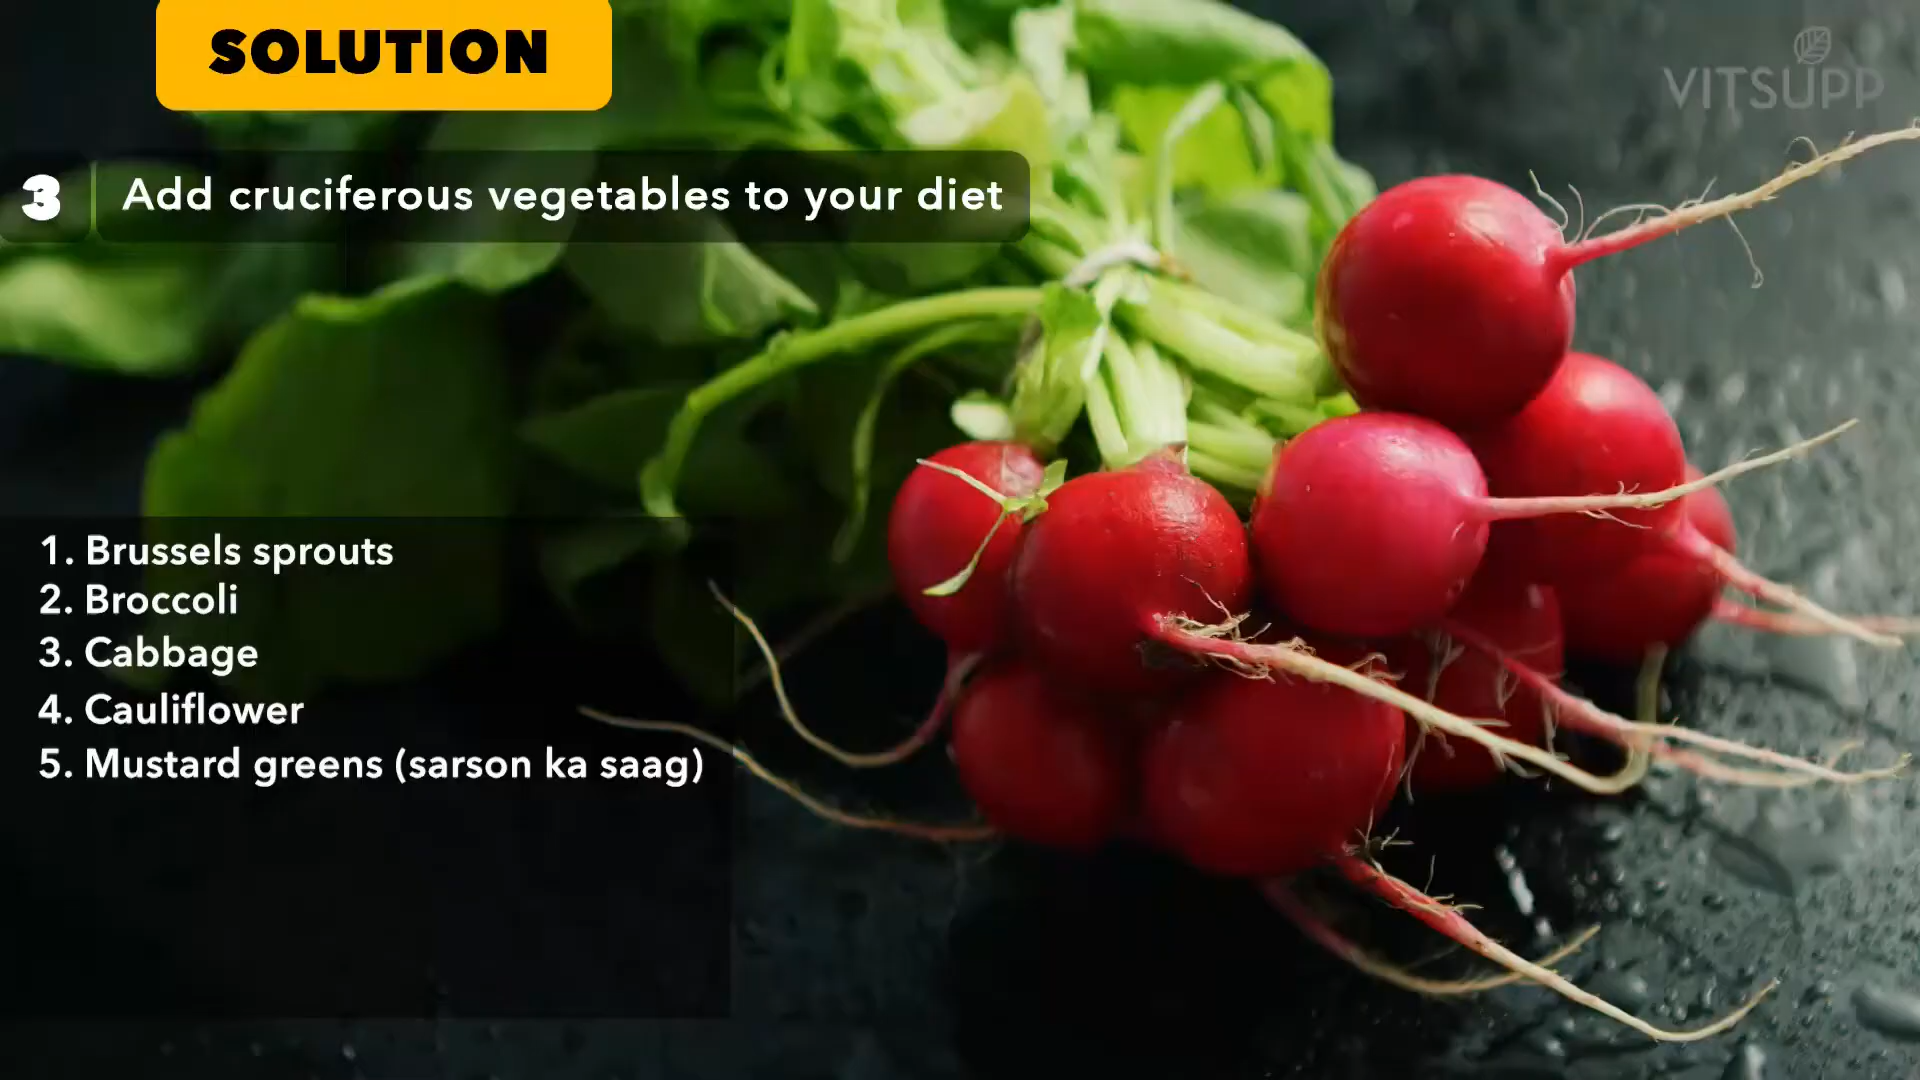 SOLUTION
VITSUPP
3 Add cruciferous vegetables to your diet
1. Brussels sprouts
2. Broccoli
3. Cabbage
4. Cauliflower
5. Mustard greens (sarson ka saag)